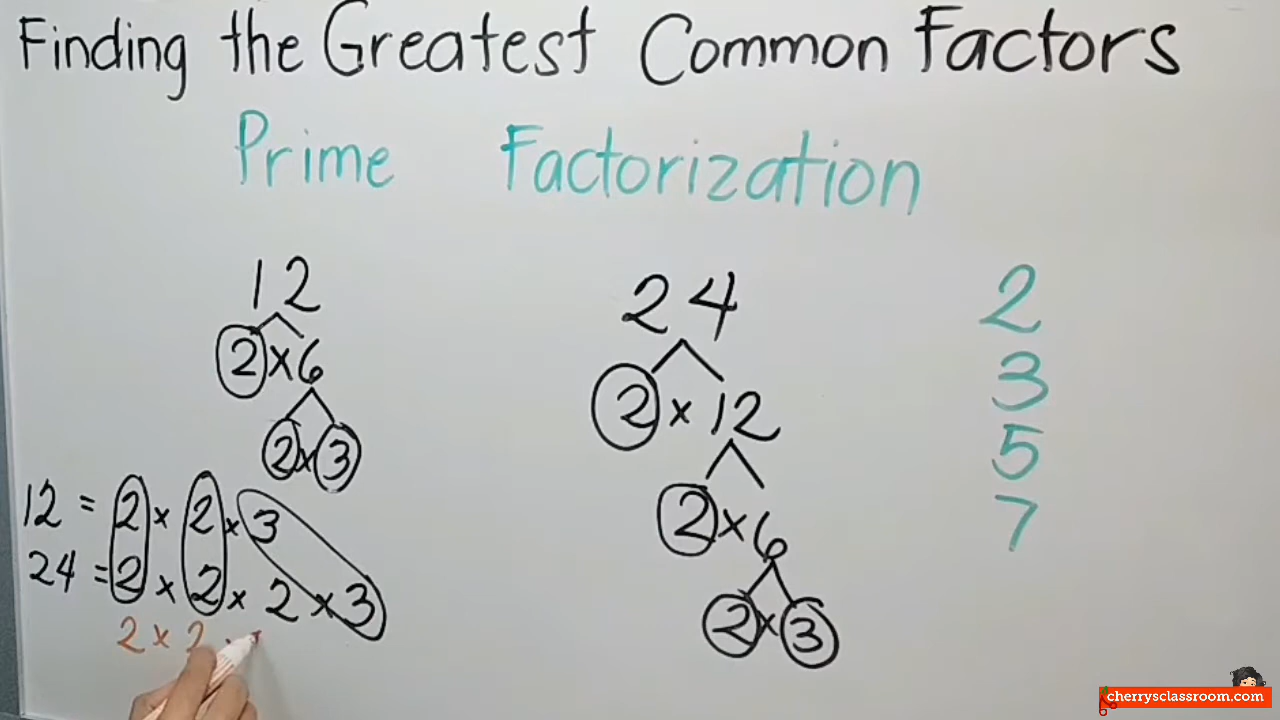 Finding the Greatest Common Factors
Prime Factorization
12
2 x 6
2 x 3
12 = 2 x 2 x 3
24 = 2 x 2 x 2 x 3
2 x 2
24
2 x 12
2 x 6
2 x 3
2
3
5
7
cherrysclassroom.com